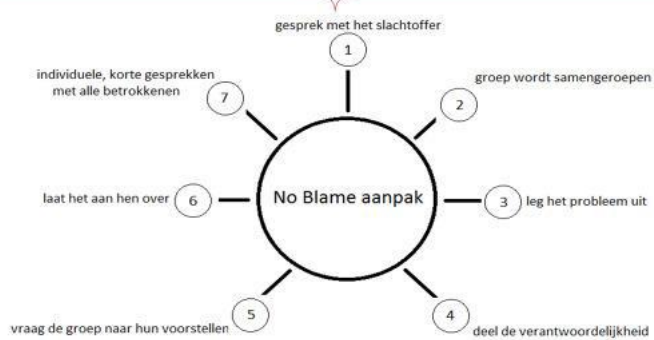 gesprek met het slachtoffer
1
groep wordt samengeroepen
2
3
leg het probleem uit
4
deel de verantwoordelijkheid
5
vraag de groep naar hun voorstellen
6
laat het aan hen over
7
individuele, korte gesprekken
met alle betrokkenen
No Blame aanpak